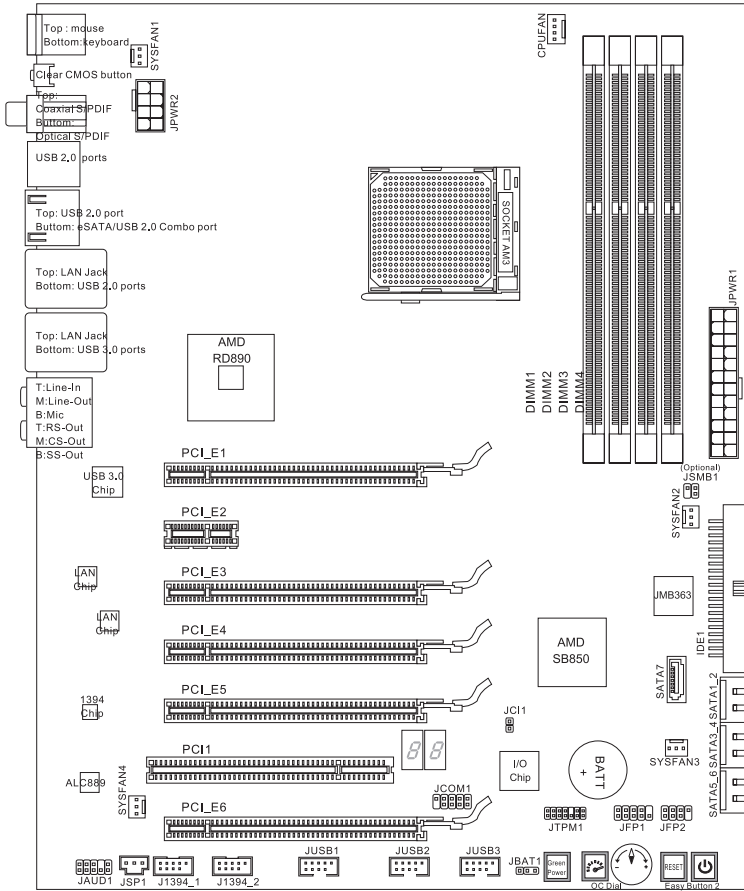 Top : mouse
Bottom:keyboard
SYSFAN1
CPUFAN
Clear CMOS button
Top:
Coaxial S/PDIF
Buttom:
Optical S/PDIF
JPWR2
USB 2.0 ports
Top: USB 2.0 port
Buttom: eSATA/USB 2.0 Combo port
SOCKET AM3
Top: LAN Jack
Bottom: USB 2.0 ports
JPWR1
Top: LAN Jack
Bottom: USB 3.0 ports
AMD
RD890
T:Line-In
M:Line-Out
B:Mic
T:RS-Out
M:CS-Out
B:SS-Out
DIMM1
DIMM2
DIMM3
DIMM4
PCI_E1
USB 3.0
Chip
(Optional)
JSMB1
SYSFAN2
PCI_E2
LAN
Chip
PCI_E3
JMB363
IDE1
LAN
Chip
PCI_E4
AMD
SB850
SATA7
PCI_E5
1394
Chip
JCI1
SATA1_2
SATA3_4
SATA5_6
PCI1
88
I/O
Chip
BATT
+
SYSFAN3
ALC889
SYSFAN4
JCOM1
PCI_E6
JTPM1
JFP1
JFP2
JAUD1
JSP1
J1394_1
J1394_2
JUSB1
JUSB2
JUSB3
JBAT1
Green
Power
OC Dial
RESET
Easy Button 2